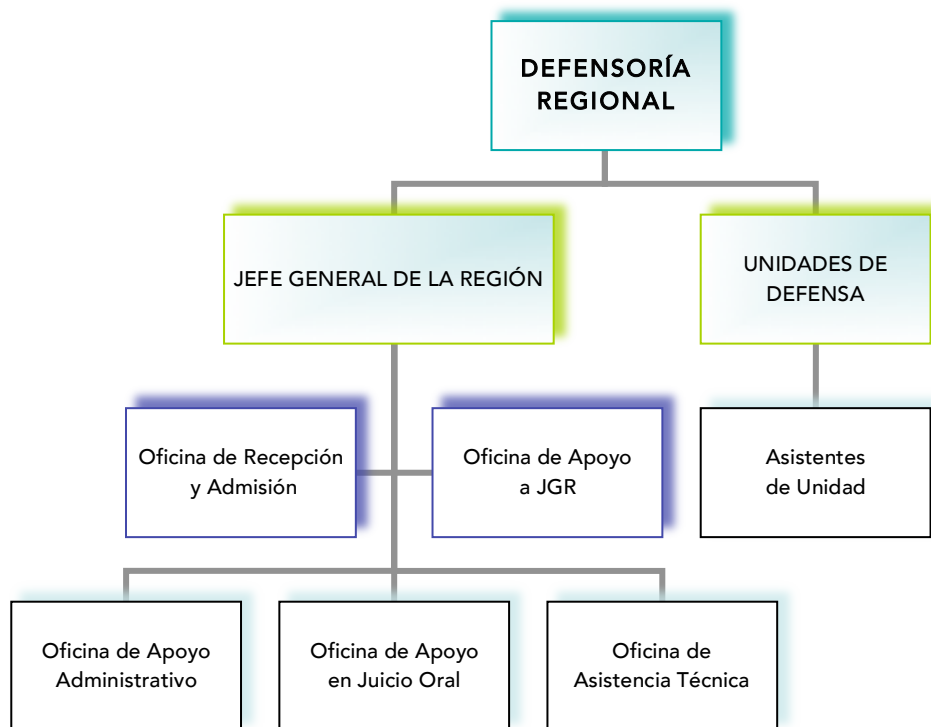 DEFENSORÍA
REGIONAL
JEFE GENERAL DE LA REGIÓN
UNIDADES DE
DEFENSA
Oficina de Recepción
y Admisión
Oficina de Apoyo
a JGR
Asistentes
de Unidad
Oficina de Apoyo
Administrativo
Oficina de Apoyo
en Juicio Oral
Oficina de
Asistencia Técnica